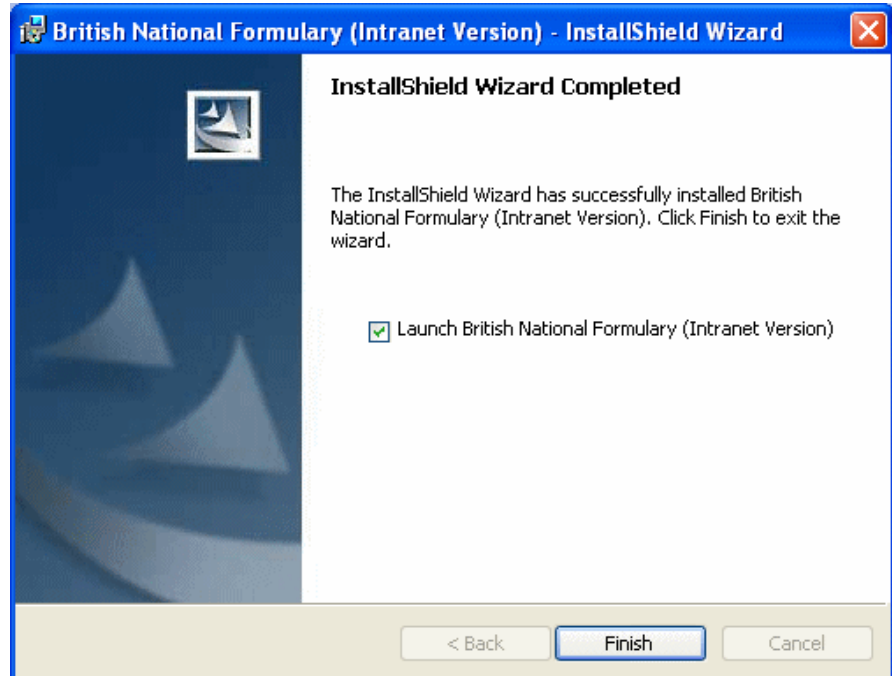 British National Formulary (Intranet Version) - InstallShield Wizard
InstallShield Wizard Completed
The InstallShield Wizard has successfully installed British
National Formulary (Intranet Version). Click Finish to exit the
wizard.
Launch British National Formulary (Intranet Version)
< Back
Finish
Cancel